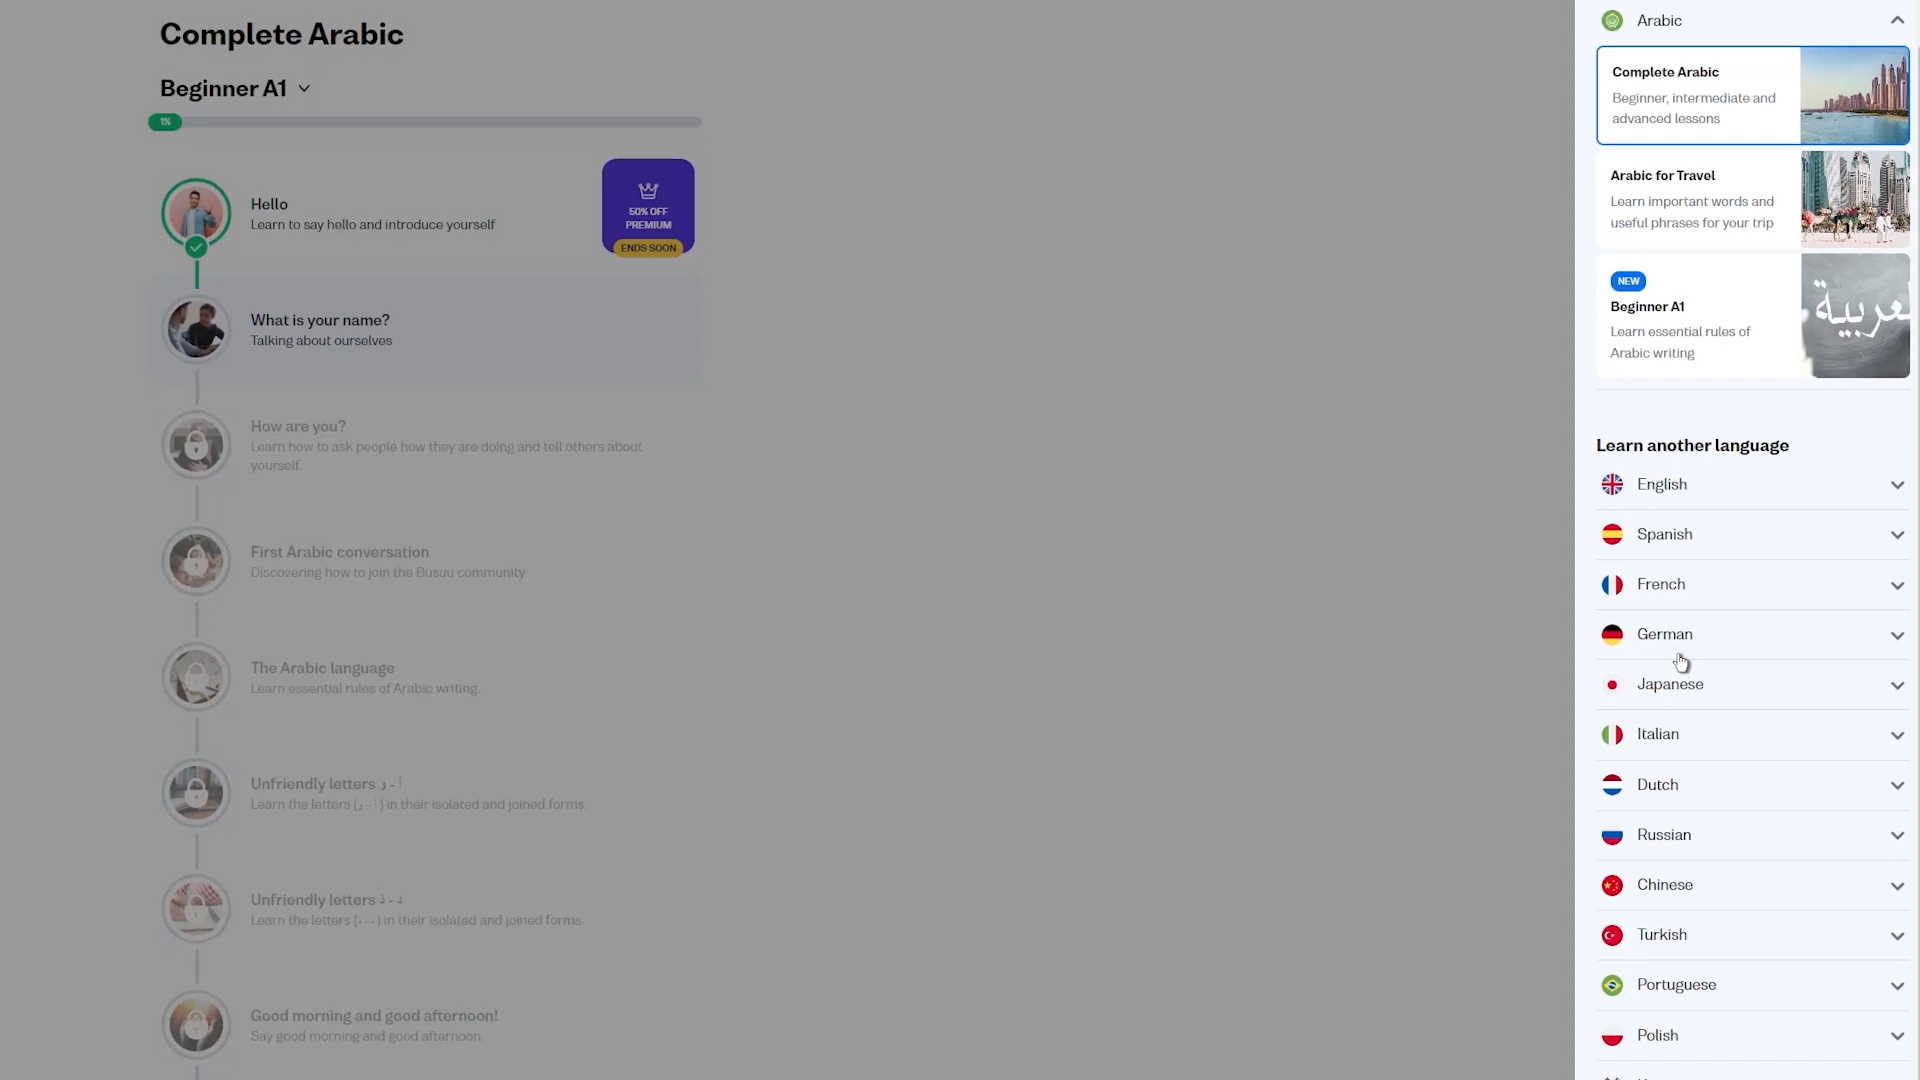 Complete Arabic
Beginner A1
1%
Hello
Learn to say hello and introduce yourself
50% OFF
PREMIUM
ENDS SOON
What is your name?
Talking about ourselves
How are you?
Learn how to ask people how they are doing and tell others about
yourself.
First Arabic conversation
Discovering how to join the Busuu community
The Arabic language
Learn essential rules of Arabic writing.
Unfriendly letters أ - و
Learn the letters (أ - و) in their isolated and joined forms.
Unfriendly letters د - ذ
Learn the letters (د - ذ) in their isolated and joined forms.
Good morning and good afternoon!
Say good morning and good afternoon.
Arabic
Complete Arabic
Beginner, intermediate and
advanced lessons
Arabic for Travel
Learn important words and
useful phrases for your trip
NEW
Beginner A1
Learn essential rules of
Arabic writing
لعربية
Learn another language
English
Spanish
French
German
Japanese
Italian
Dutch
Russian
Chinese
Turkish
Portuguese
Polish